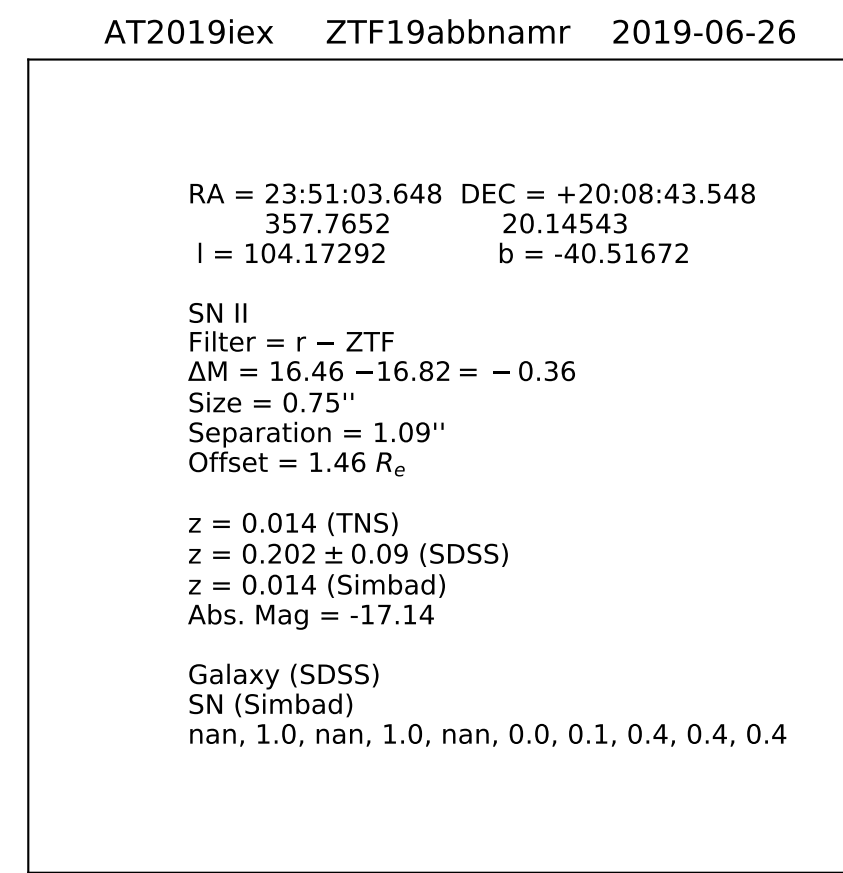 AT2019iex ZTF19abbnamr 2019-06-26
RA = 23:51:03.648 DEC = +20:08:43.548
357.7652 20.14543
l = 104.17292 b = -40.51672
SN II
Filter = r − ZTF
ΔM = 16.46 −16.82 = − 0.36
Size = 0.75''
Separation = 1.09''
Offset = 1.46 Rₑ
z = 0.014 (TNS)
z = 0.202 ± 0.09 (SDSS)
z = 0.014 (Simbad)
Abs. Mag = -17.14
Galaxy (SDSS)
SN (Simbad)
nan, 1.0, nan, 1.0, nan, 0.0, 0.1, 0.4, 0.4, 0.4